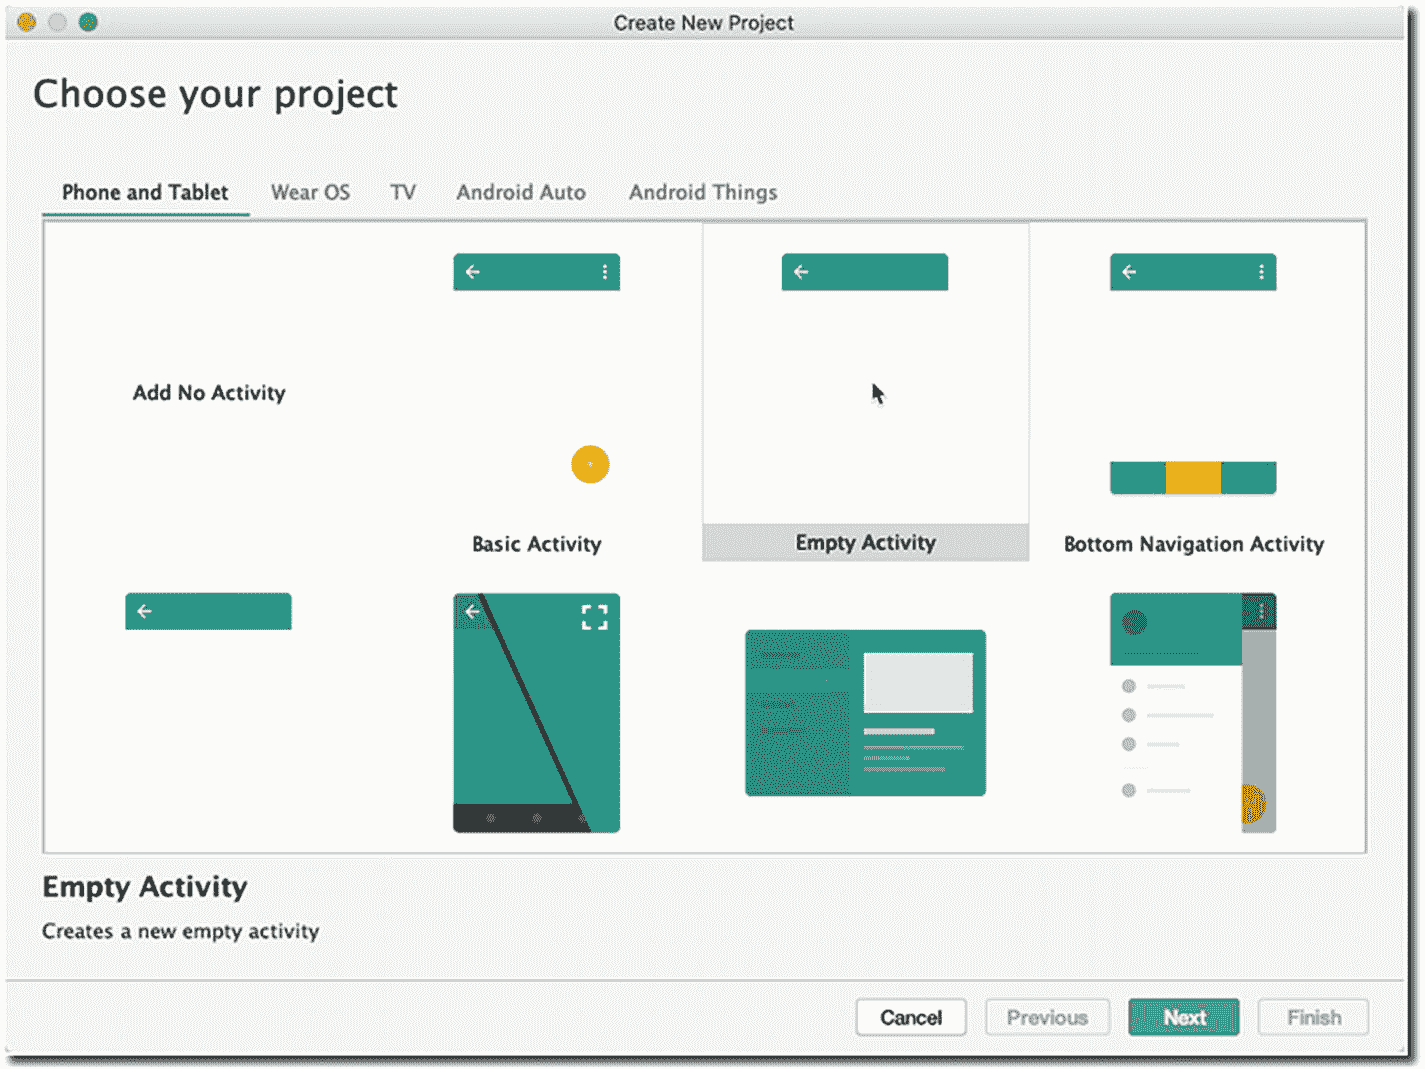 Create New Project
Choose your project
Phone and Tablet Wear OS TV Android Auto Android Things
Add No Activity
Basic Activity
Empty Activity
Bottom Navigation Activity
Empty Activity
Creates a new empty activity
Cancel Previous Next Finish